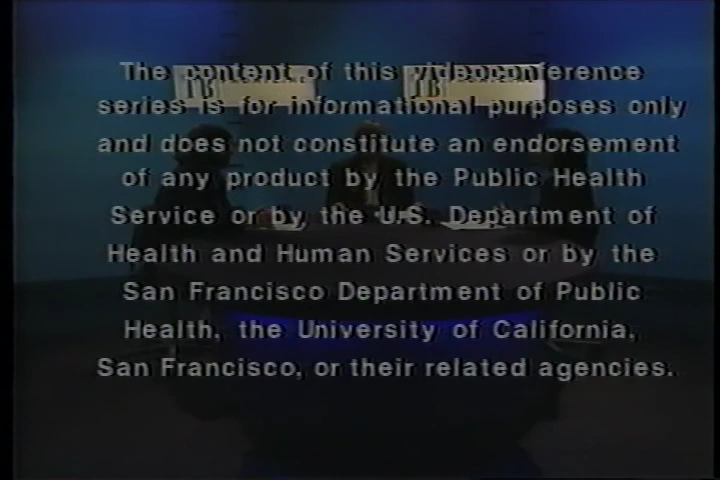 The content of this videoconference
series is for informational purposes only
and does not constitute an endorsement
of any product by the Public Health
Service or by the U.S. Department of
Health and Human Services or by the
San Francisco Department of Public
Health, the University of California,
San Francisco, or their related agencies.
TB
TB